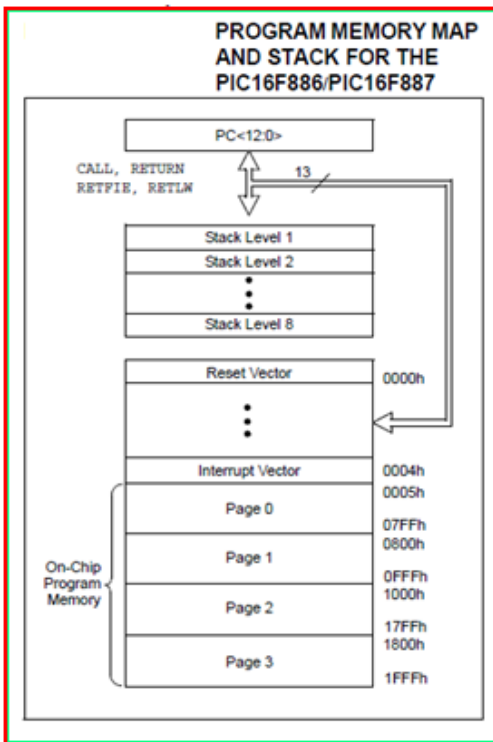 PROGRAM MEMORY MAP
AND STACK FOR THE
PIC16F886/PIC16F887
PC<12:0>
CALL, RETURN
RETFIE, RETLW
13
Stack Level 1
Stack Level 2
Stack Level 8
Reset Vector
0000h
Interrupt Vector
0004h
0005h
Page 0
07FFh
0800h
On-Chip
Program
Memory
Page 1
0FFFh
1000h
Page 2
17FFh
1800h
Page 3
1FFFh